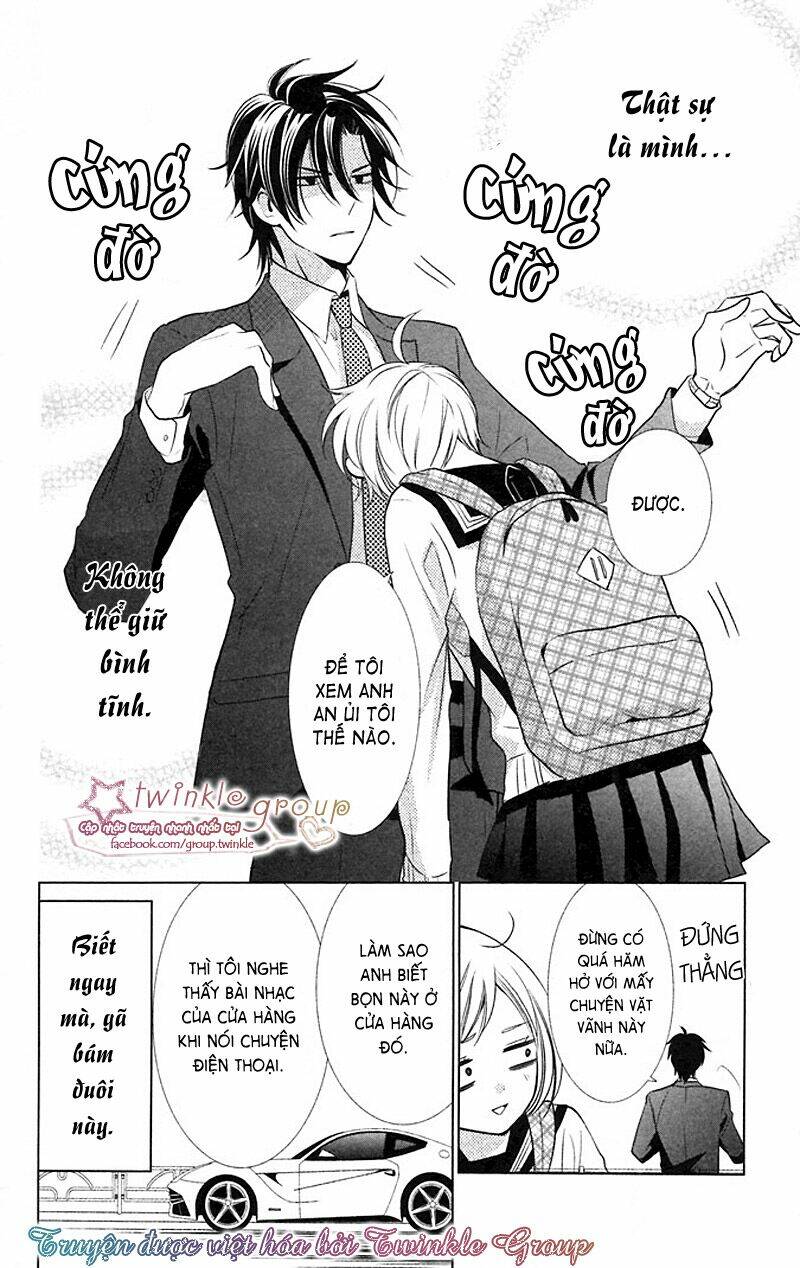 Thật sự
là mình...
Cứng
đờ
Cứng
đờ
Cứng
đờ
ĐƯỢC.
Không
thể giữ
bình
tĩnh.
ĐỂ TÔI
XEM ANH
AN ỦI TÔI
THẾ NÀO.
twinkle group
Cập nhật truyện nhanh nhất tại
facebook.com/group.twinkle
Biết
ngay
mà, gã
bám
đuôi
này.
THÌ TÔI NGHE
THẤY BÀI NHẠC
CỦA CỬA HÀNG
KHI NÓI CHUYỆN
ĐIỆN THOẠI.
LÀM SAO
ANH BIẾT
BỌN NÀY Ở
CỬA HÀNG
ĐÓ.
ĐỪNG CÓ
QUÁ HĂM
HỞ VỚI MẤY
CHUYỆN VẶT
VÃNH NÀY
NỮA.
ĐỨNG
THẲNG
Truyện được việt hóa bởi Twinkle Group